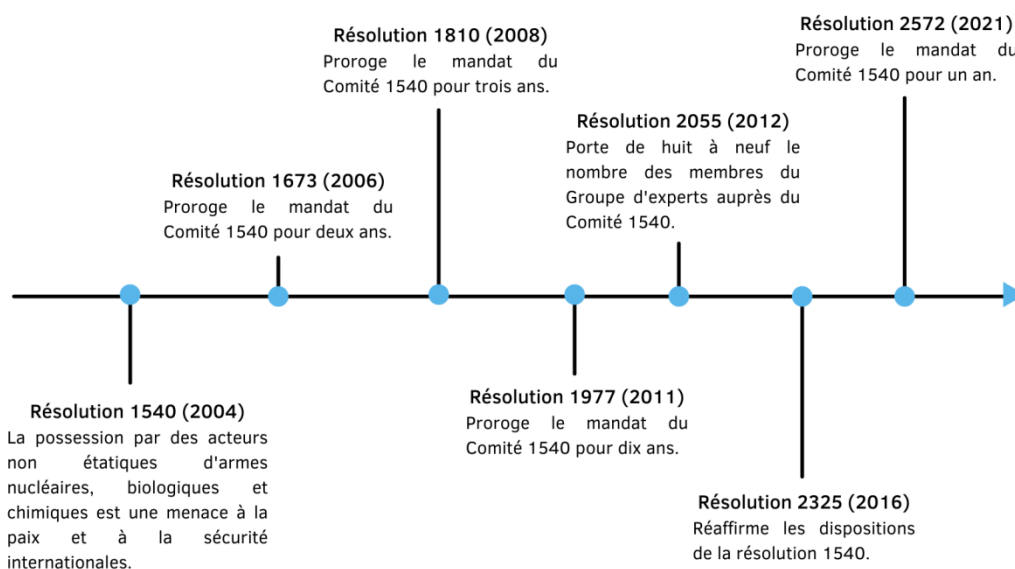 Résolution 1540 (2004)
La possession par des acteurs
non étatiques d'armes
nucléaires, biologiques et
chimiques est une menace à la
paix et à la sécurité
internationales.
Résolution 1673 (2006)
Proroge le mandat du
Comité 1540 pour deux ans.
Résolution 1810 (2008)
Proroge le mandat du
Comité 1540 pour trois ans.
Résolution 1977 (2011)
Proroge le mandat du
Comité 1540 pour dix ans.
Résolution 2055 (2012)
Porte de huit à neuf le
nombre des membres du
Groupe d'experts auprès du
Comité 1540.
Résolution 2325 (2016)
Réaffirme les dispositions
de la résolution 1540.
Résolution 2572 (2021)
Proroge le mandat du
Comité 1540 pour un an.